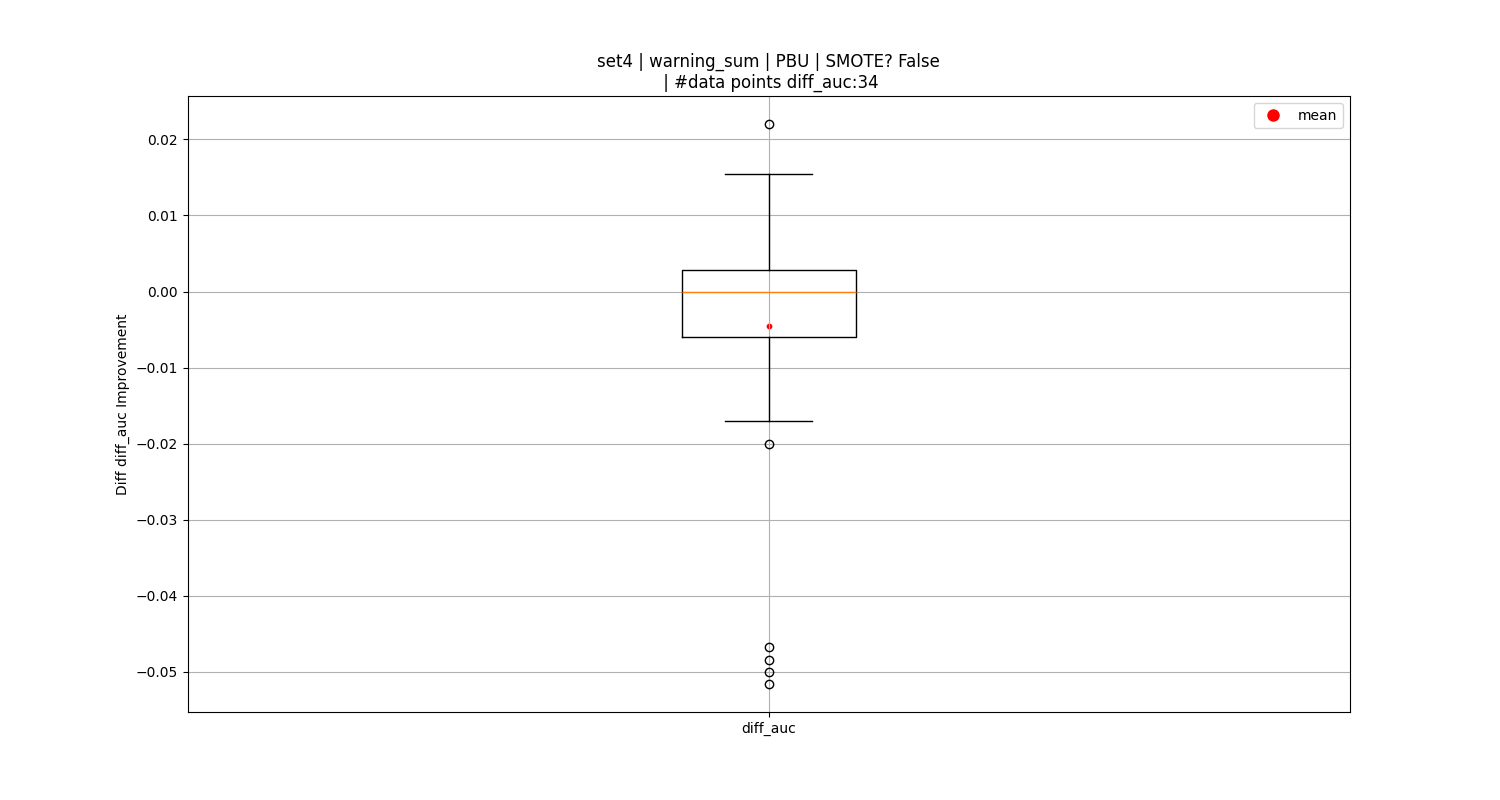 set4 | warning_sum | PBU | SMOTE? False
| #data points diff_auc:34
mean
0.02
0.01
0.00
−0.01
−0.02
−0.03
−0.04
−0.05
Diff diff_auc Improvement
diff_auc